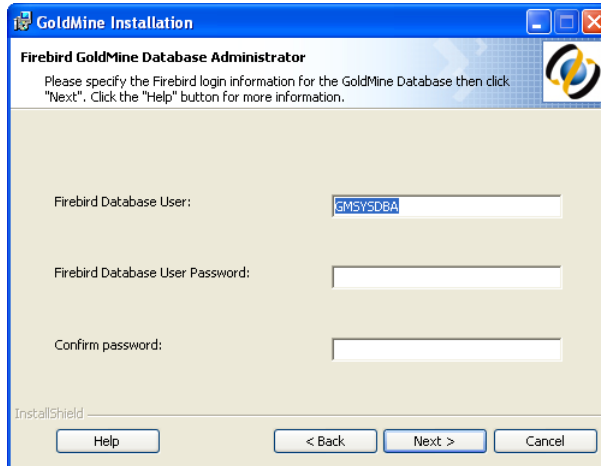 GoldMine Installation
Firebird GoldMine Database Administrator
Please specify the Firebird login information for the GoldMine Database then click
"Next". Click the "Help" button for more information.
Firebird Database User:
GMSYSDBA
Firebird Database User Password:
Confirm password:
InstallShield
Help
< Back
Next >
Cancel